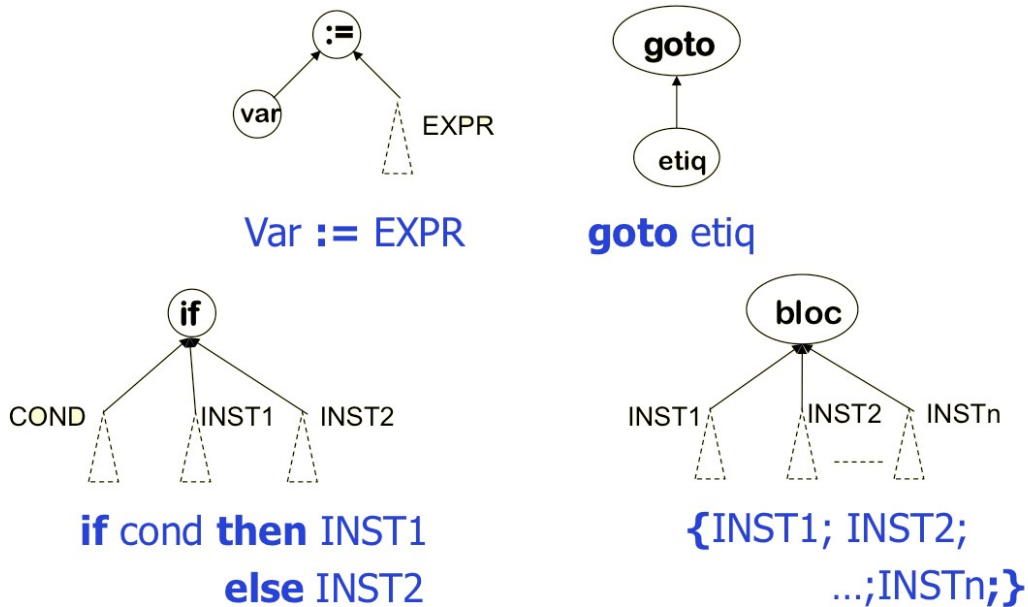 :=
var
EXPR
Var := EXPR
goto
etiq
goto etiq
if
COND
INST1
INST2
if cond then INST1
else INST2
bloc
INST1
INST2
INSTn
{INST1; INST2;
...;INSTn;}